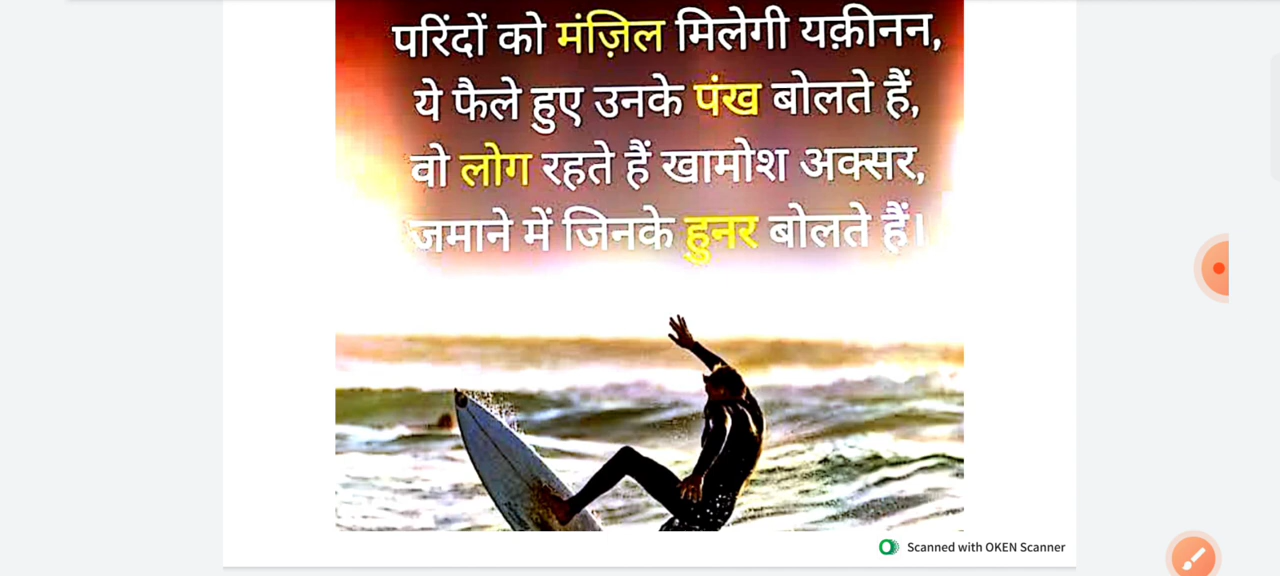 परिंदों को मंज़िल मिलेगी यक़ीनन,
ये फैले हुए उनके पंख बोलते हैं,
वो लोग रहते हैं खामोश अक्सर,
जमाने में जिनके हुनर बोलते हैं।
Scanned with OKEN Scanner